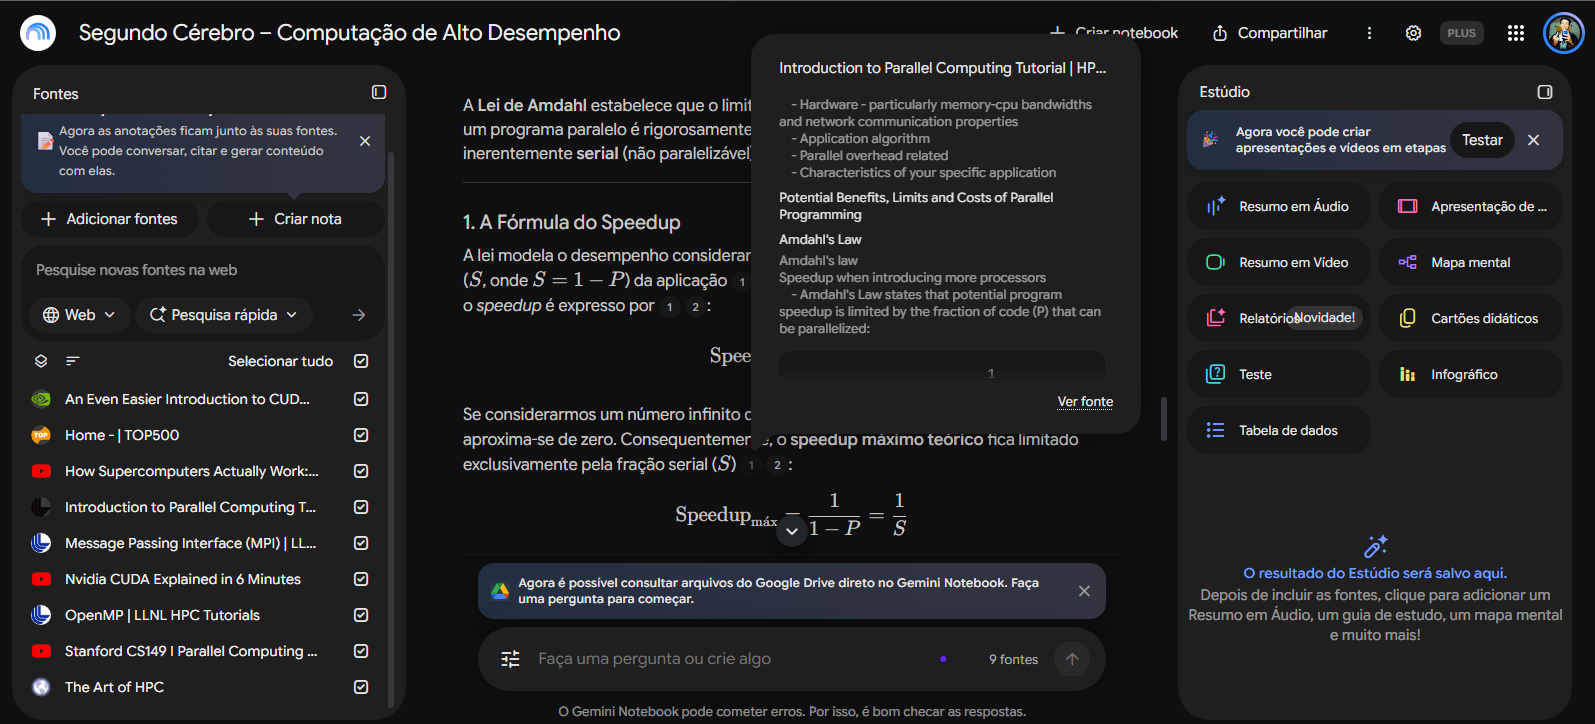 Segundo Cérebro – Computação de Alto Desempenho
Criar notebook
Compartilhar
PLUS
Fontes
Agora as anotações ficam junto às suas fontes.
Você pode conversar, citar e gerar conteúdo
com elas.
Adicionar fontes
Criar nota
Pesquise novas fontes na web
Web
Pesquisa rápida
Selecionar tudo
An Even Easier Introduction to CUD...
Home - | TOP500
How Supercomputers Actually Work:...
Introduction to Parallel Computing T...
Message Passing Interface (MPI) | LL...
Nvidia CUDA Explained in 6 Minutes
OpenMP | LLNL HPC Tutorials
Stanford CS149 I Parallel Computing ...
The Art of HPC
A Lei de Amdahl estabelece que o limit
um programa paralelo é rigorosamente
inerentemente serial (não paralelizável)
1. A Fórmula do Speedup
A lei modela o desempenho consideran
(S, onde S = 1 − P) da aplicação 1
o speedup é expresso por 1 2 :
Spee
Se considerarmos um número infinito
aproxima-se de zero. Consequentemente, o speedup máximo teórico fica limitado
exclusivamente pela fração serial (S) 1 2 :
Speedup máx = 1 / 1 − P = 1 / S
Introduction to Parallel Computing Tutorial | HP...
- Hardware - particularly memory-cpu bandwidths
and network communication properties
- Application algorithm
- Parallel overhead related
- Characteristics of your specific application
Potential Benefits, Limits and Costs of Parallel
Programming
Amdahl's Law
Amdahl's law
Speedup when introducing more processors
- Amdahl's Law states that potential program
speedup is limited by the fraction of code (P) that can
be parallelized:
1
Ver fonte
Agora é possível consultar arquivos do Google Drive direto no Gemini Notebook. Faça
uma pergunta para começar.
Faça uma pergunta ou crie algo
9 fontes
O Gemini Notebook pode cometer erros. Por isso, é bom checar as respostas.
Estúdio
Agora você pode criar
apresentações e vídeos em etapas
Testar
Resumo em Áudio
Apresentação de ...
Resumo em Vídeo
Mapa mental
Relatórios
Novidade!
Cartões didáticos
Teste
Infográfico
Tabela de dados
O resultado do Estúdio será salvo aqui.
Depois de incluir as fontes, clique para adicionar um
Resumo em Áudio, um guia de estudo, um mapa mental
e muito mais!